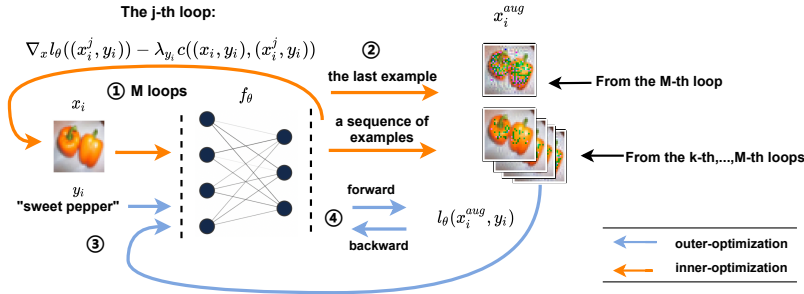 The j-th loop:
∇ₓ l_θ((x_i^j, y_i)) − λ_{y_i} c((x_i, y_i), (x_i^j, y_i))
②
x_i^{aug}
the last example
From the M-th loop
① M loops
f_θ
x_i
a sequence of
examples
From the k-th,...,M-th loops
y_i
"sweet pepper"
③
④
forward
backward
l_θ(x_i^{aug}, y_i)
outer-optimization
inner-optimization